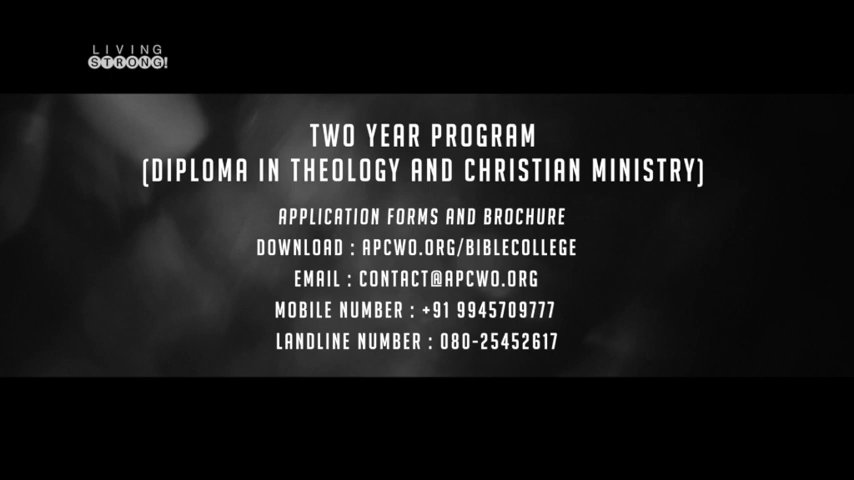 LIVING
STRONG!
TWO YEAR PROGRAM
(DIPLOMA IN THEOLOGY AND CHRISTIAN MINISTRY)
APPLICATION FORMS AND BROCHURE
DOWNLOAD : APCWO.ORG/BIBLECOLLEGE
EMAIL : CONTACT@APCWO.ORG
MOBILE NUMBER : +91 9945709777
LANDLINE NUMBER : 080-25452617